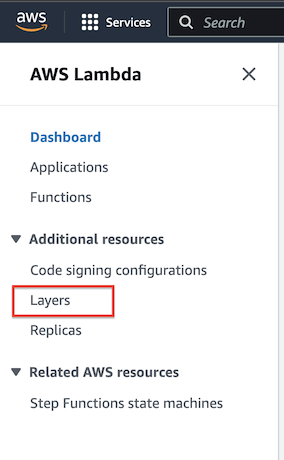 aws
Services
Search
AWS Lambda
Dashboard
Applications
Functions
Additional resources
Code signing configurations
Layers
Replicas
Related AWS resources
Step Functions state machines